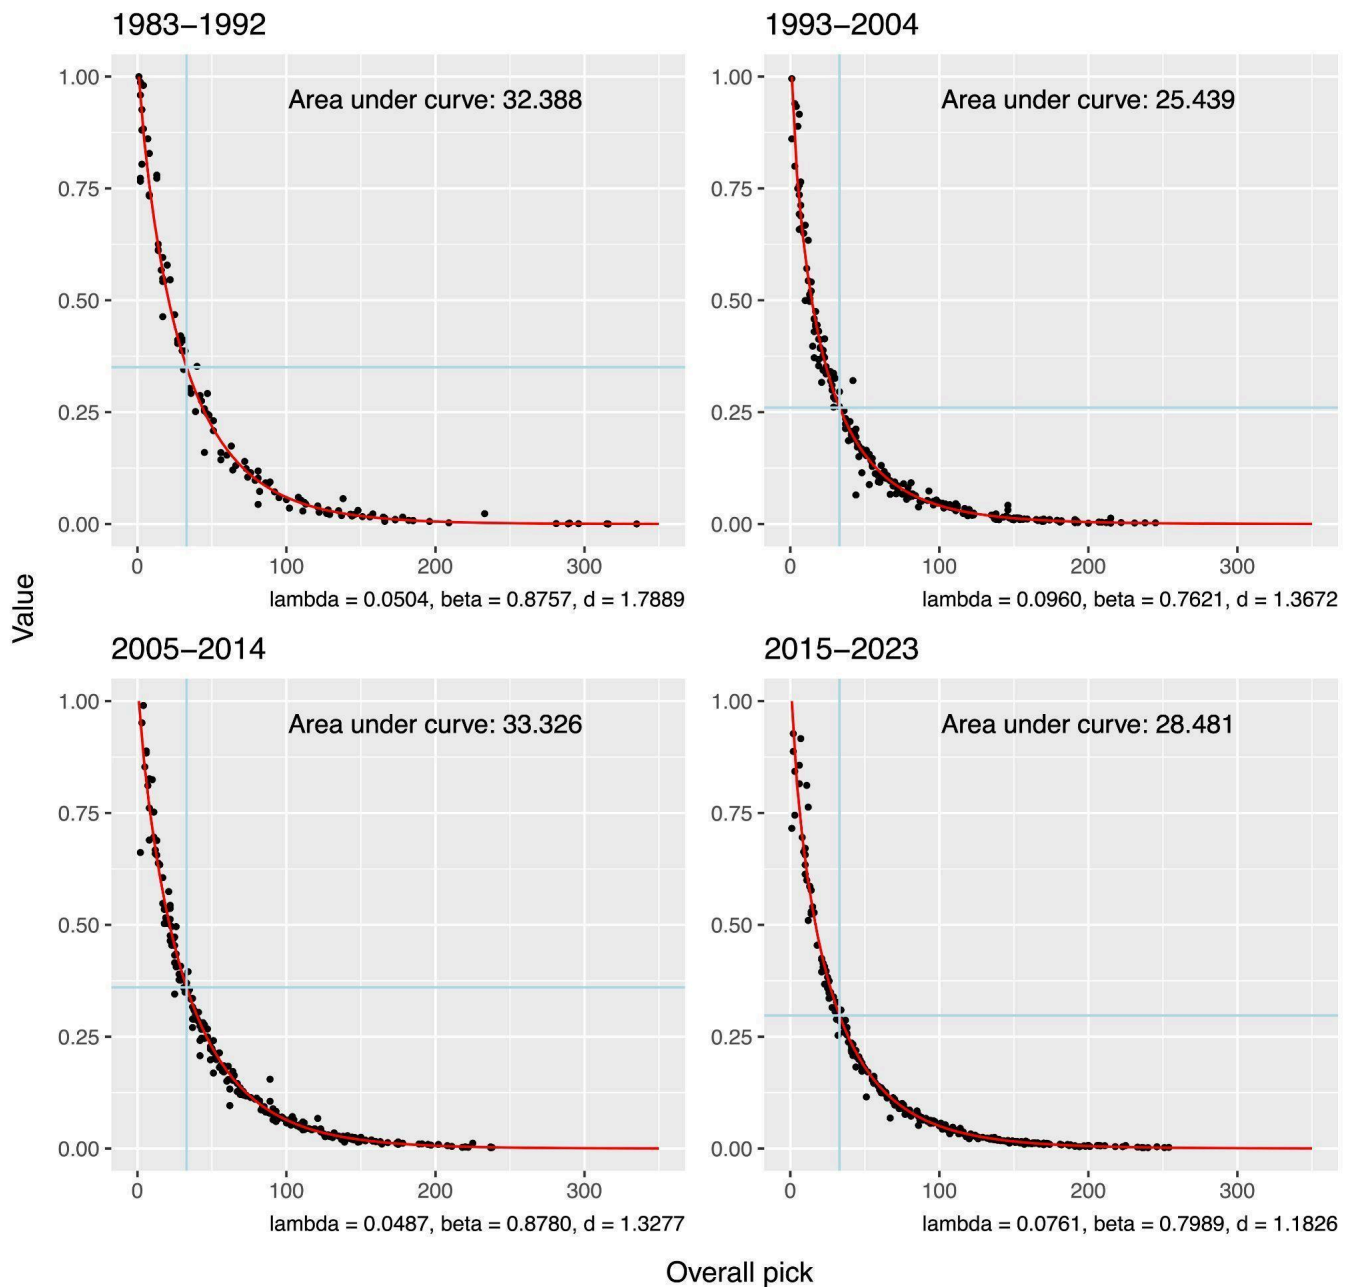 1983−1992
1993−2004
Area under curve: 32.388
Area under curve: 25.439
1.00
0.75
0.50
0.25
0.00
1.00
0.75
0.50
0.25
0.00
0 100 200 300
0 100 200 300
lambda = 0.0504, beta = 0.8757, d = 1.7889
lambda = 0.0960, beta = 0.7621, d = 1.3672
Value
2005−2014
2015−2023
Area under curve: 33.326
Area under curve: 28.481
1.00
0.75
0.50
0.25
0.00
1.00
0.75
0.50
0.25
0.00
0 100 200 300
0 100 200 300
lambda = 0.0487, beta = 0.8780, d = 1.3277
lambda = 0.0761, beta = 0.7989, d = 1.1826
Overall pick